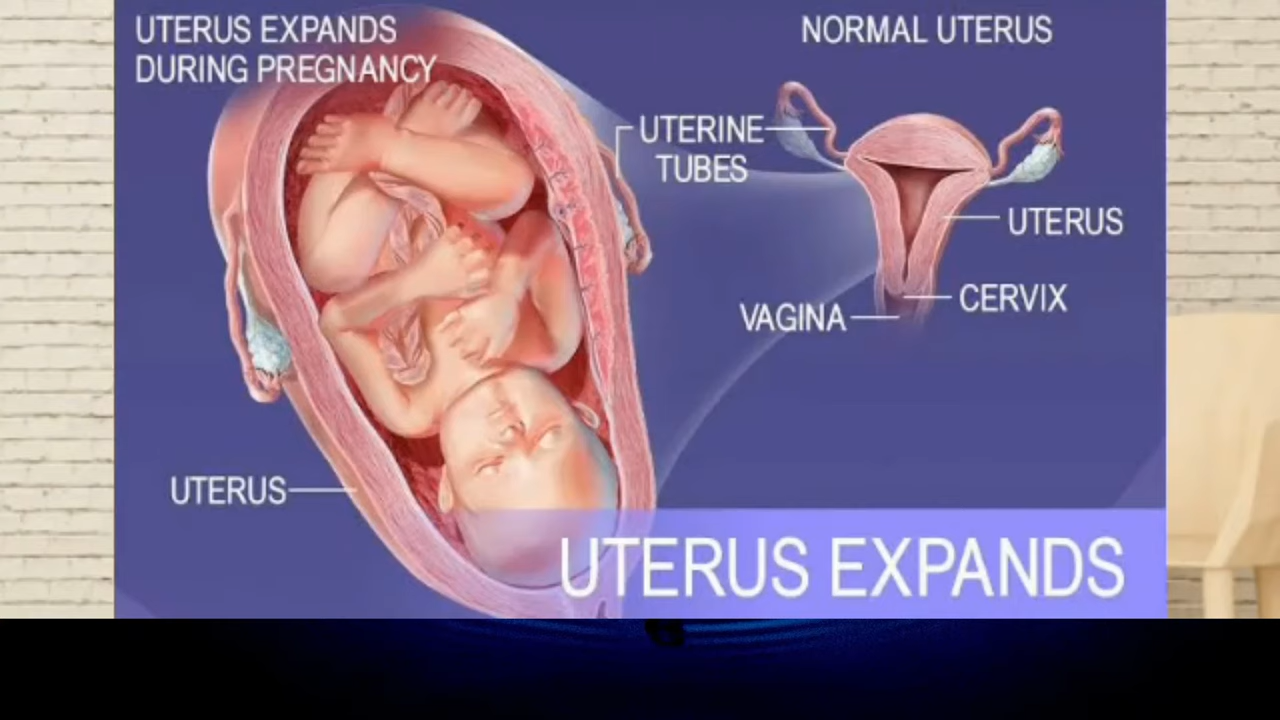 UTERUS EXPANDS
DURING PREGNANCY
NORMAL UTERUS
UTERINE
TUBES
UTERUS
CERVIX
VAGINA
UTERUS
UTERUS EXPANDS